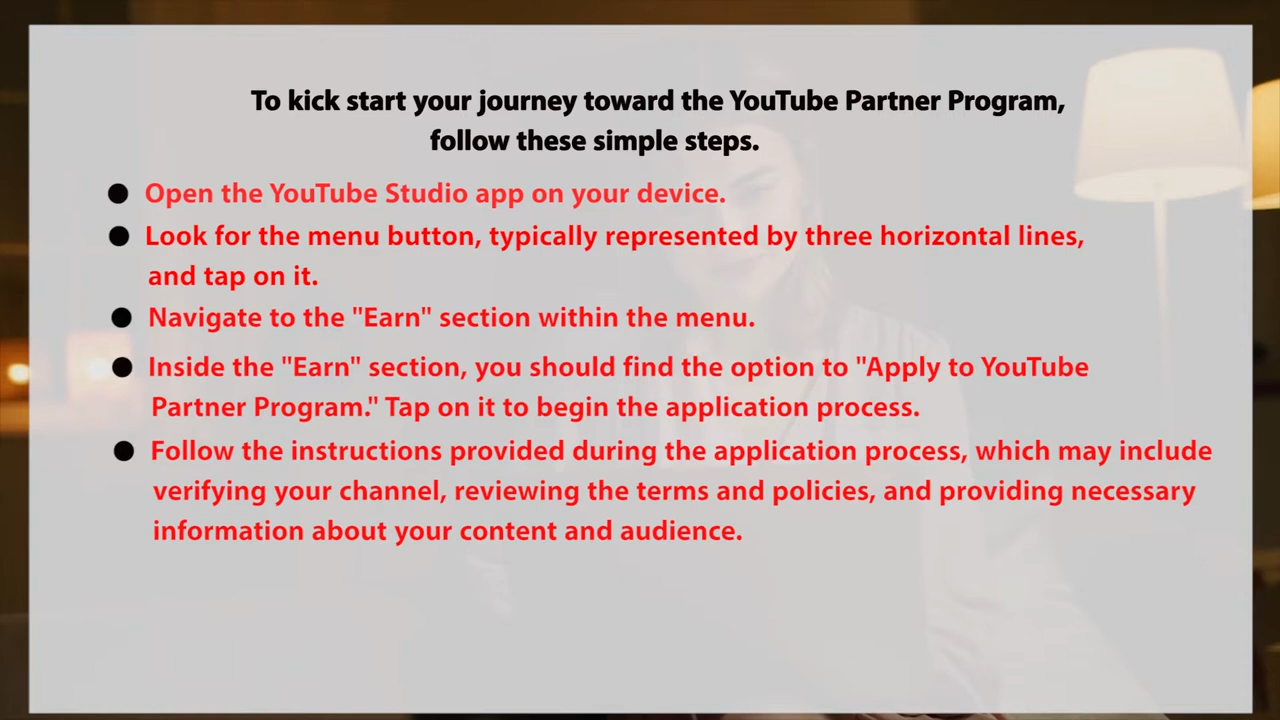 To kick start your journey toward the YouTube Partner Program,
follow these simple steps.
● Open the YouTube Studio app on your device.
● Look for the menu button, typically represented by three horizontal lines,
and tap on it.
● Navigate to the "Earn" section within the menu.
● Inside the "Earn" section, you should find the option to "Apply to YouTube
Partner Program." Tap on it to begin the application process.
● Follow the instructions provided during the application process, which may include
verifying your channel, reviewing the terms and policies, and providing necessary
information about your content and audience.